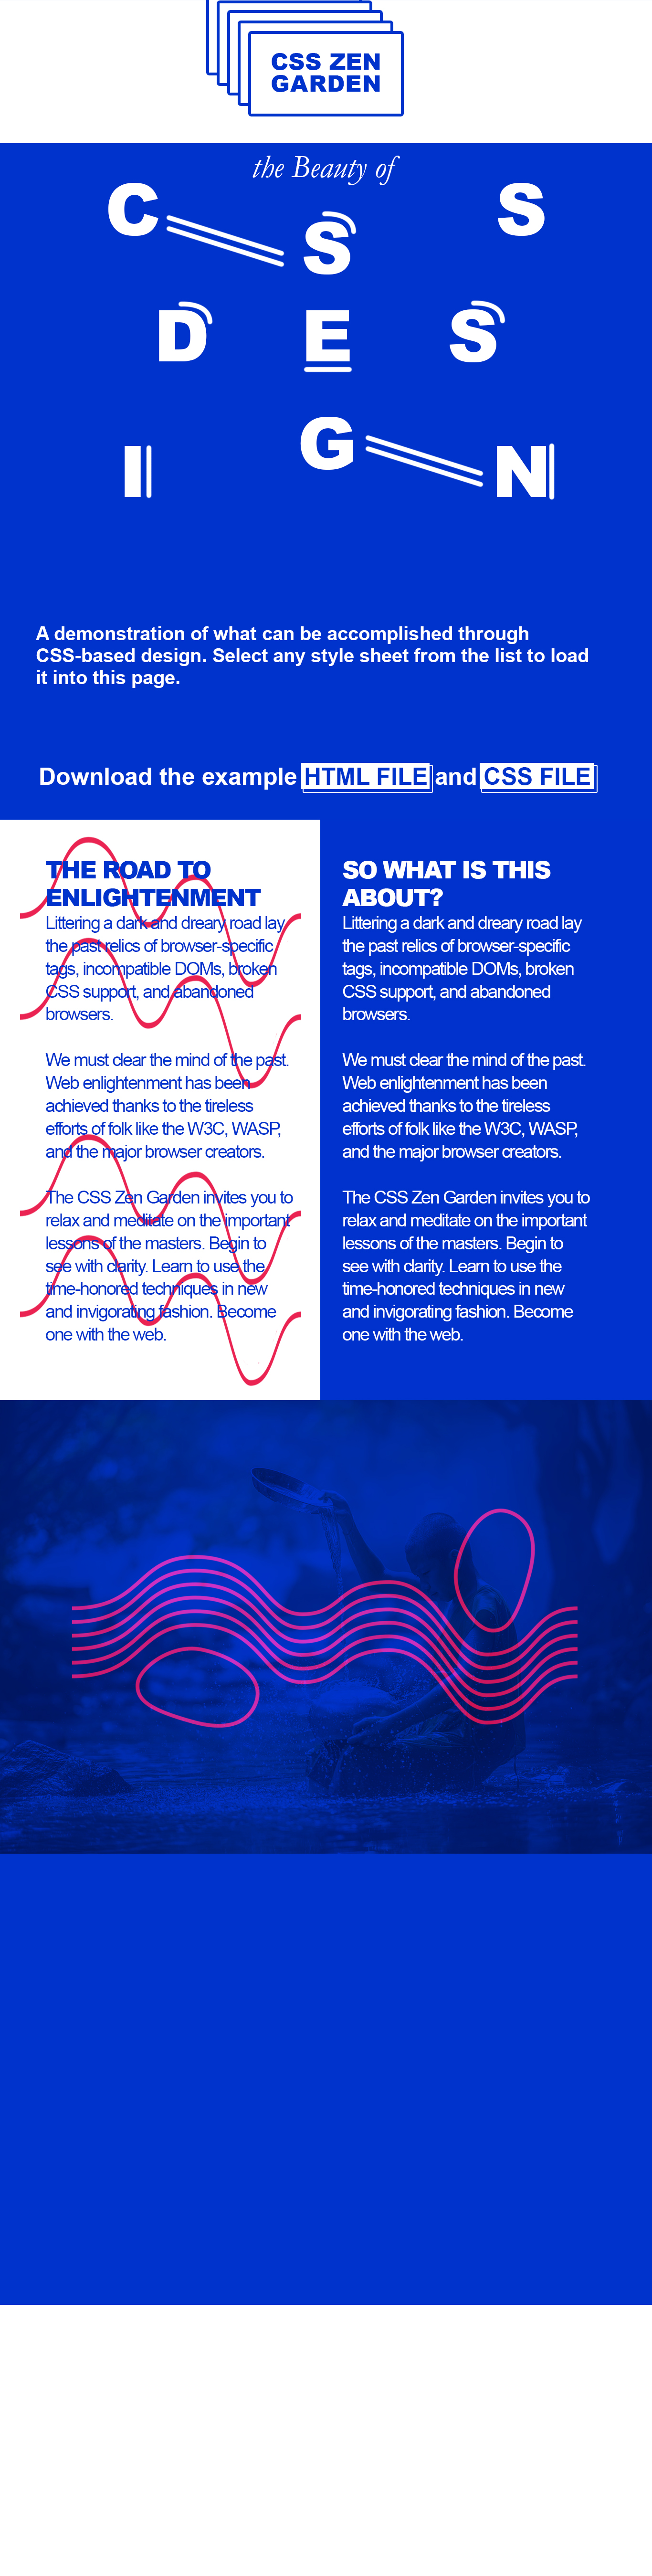 CSS ZEN
GARDEN
the Beauty of
C S S
D E S
I G N
A demonstration of what can be accomplished through
CSS-based design. Select any style sheet from the list to load
it into this page.
Download the example HTML FILE and CSS FILE
THE ROAD TO
ENLIGHTENMENT
Littering a dark and dreary road lay
the past relics of browser-specific
tags, incompatible DOMs, broken
CSS support, and abandoned
browsers.
We must clear the mind of the past.
Web enlightenment has been
achieved thanks to the tireless
efforts of folk like the W3C, WASP,
and the major browser creators.
The CSS Zen Garden invites you to
relax and meditate on the important
lessons of the masters. Begin to
see with clarity. Learn to use the
time-honored techniques in new
and invigorating fashion. Become
one with the web.
SO WHAT IS THIS
ABOUT?
Littering a dark and dreary road lay
the past relics of browser-specific
tags, incompatible DOMs, broken
CSS support, and abandoned
browsers.
We must clear the mind of the past.
Web enlightenment has been
achieved thanks to the tireless
efforts of folk like the W3C, WASP,
and the major browser creators.
The CSS Zen Garden invites you to
relax and meditate on the important
lessons of the masters. Begin to
see with clarity. Learn to use the
time-honored techniques in new
and invigorating fashion. Become
one with the web.